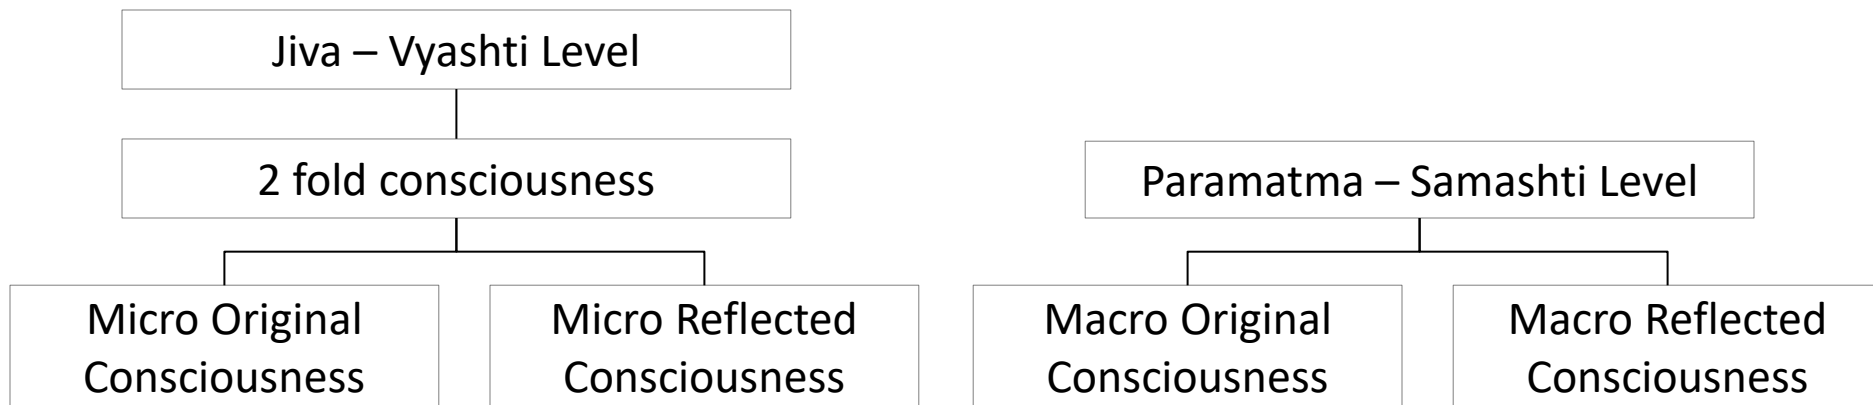 Jiva – Vyashti Level
2 fold consciousness
Micro Original
Consciousness
Micro Reflected
Consciousness
Paramatma – Samashti Level
Macro Original
Consciousness
Macro Reflected
Consciousness